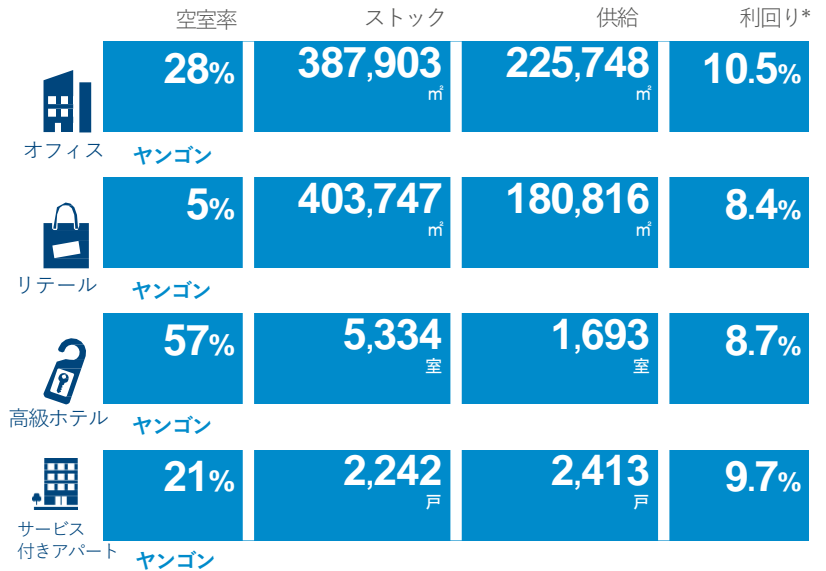 空室率 ストック 供給 利回り*
28% 387,903 ㎡ 225,748 ㎡ 10.5%
オフィス ヤンゴン
5% 403,747 ㎡ 180,816 ㎡ 8.4%
リテール ヤンゴン
57% 5,334 室 1,693 室 8.7%
高級ホテル ヤンゴン
21% 2,242 戸 2,413 戸 9.7%
サービス
付きアパート ヤンゴン